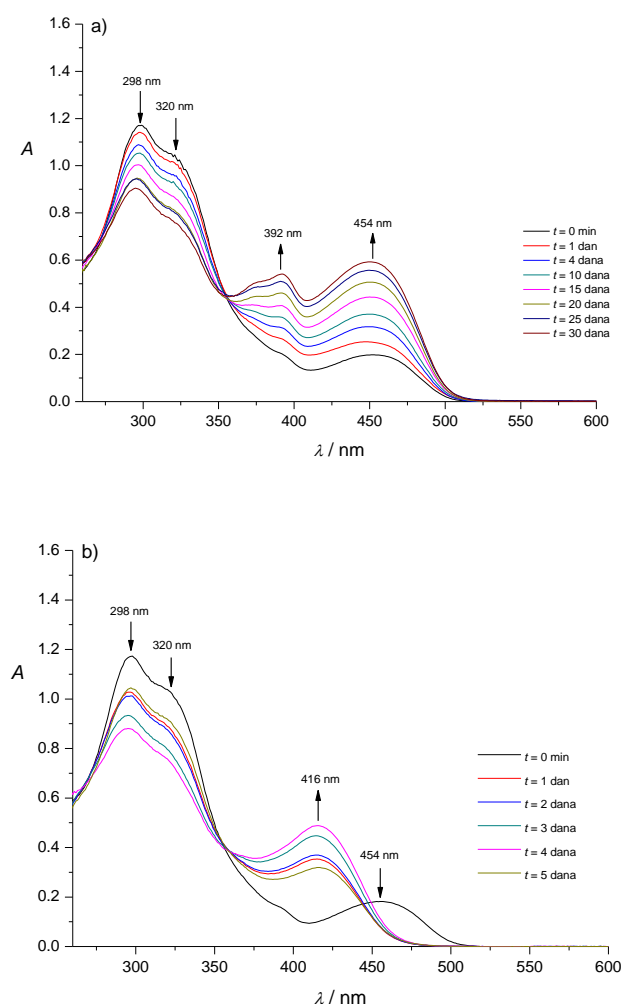 a)
1.6
1.4
1.2
1.0
0.8
0.6
0.4
0.2
0.0
A
298 nm
320 nm
392 nm
454 nm
t = 0 min
t = 1 dan
t = 4 dana
t = 10 dana
t = 15 dana
t = 20 dana
t = 25 dana
t = 30 dana
300 350 400 450 500 550 600
λ / nm
b)
1.6
1.4
1.2
1.0
0.8
0.6
0.4
0.2
0.0
A
298 nm
320 nm
416 nm
454 nm
t = 0 min
t = 1 dan
t = 2 dana
t = 3 dana
t = 4 dana
t = 5 dana
300 350 400 450 500 550 600
λ / nm